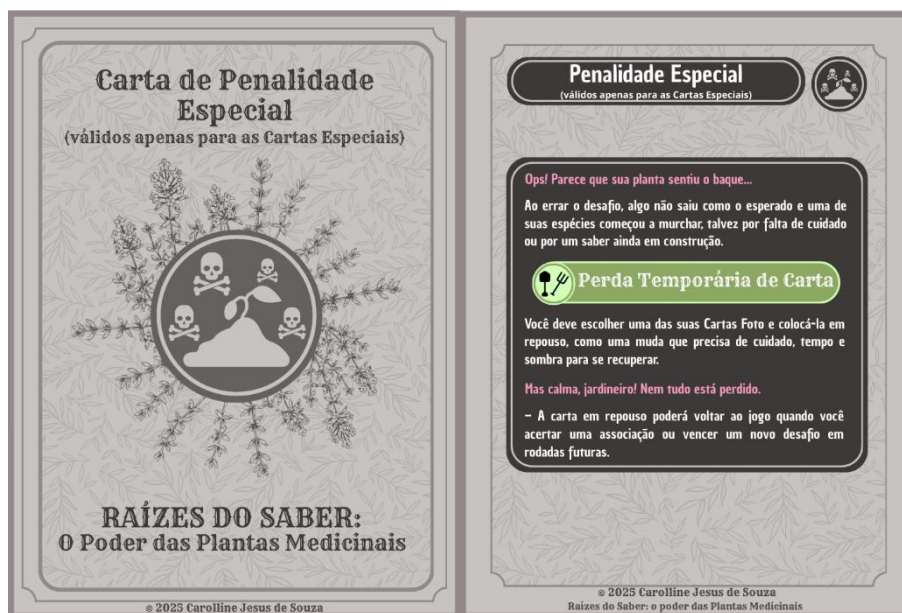 Carta de Penalidade
Especial
(válidos apenas para as Cartas Especiais)
RAÍZES DO SABER:
O Poder das Plantas Medicinais
© 2025 Carolline Jesus de Souza
Penalidade Especial
(válidos apenas para as Cartas Especiais)
Ops! Parece que sua planta sentiu o baque...
Ao errar o desafio, algo não saiu como o esperado e uma de
suas espécies começou a murchar, talvez por falta de cuidado
ou por um saber ainda em construção.
Perda Temporária de Carta
Você deve escolher uma das suas Cartas Foto e colocá-la em
repouso, como uma muda que precisa de cuidado, tempo e
sombra para se recuperar.
Mas calma, jardineiro! Nem tudo está perdido.
– A carta em repouso poderá voltar ao jogo quando você
acertar uma associação ou vencer um novo desafio em
rodadas futuras.
© 2025 Carolline Jesus de Souza
Raízes do Saber: o poder das Plantas Medicinais